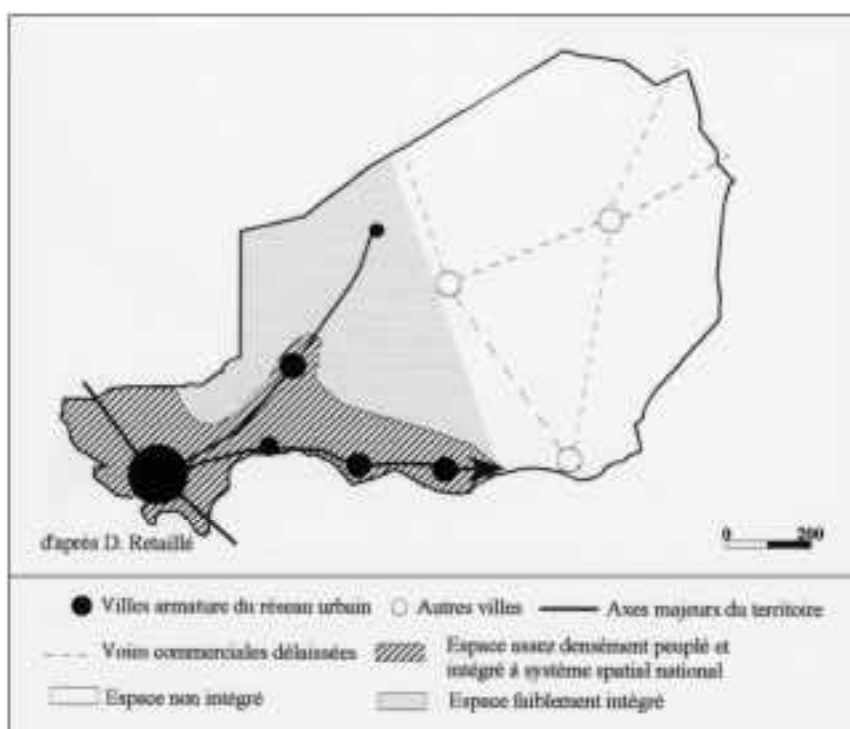 d'après D. Retaillé
0 200
Villes armature du réseau urbain Autres villes Axes majeurs du territoire
Voies commerciales délaissées Espace assez densément peuplé et
intégré à système spatial national
Espace non intégré Espace faiblement intégré